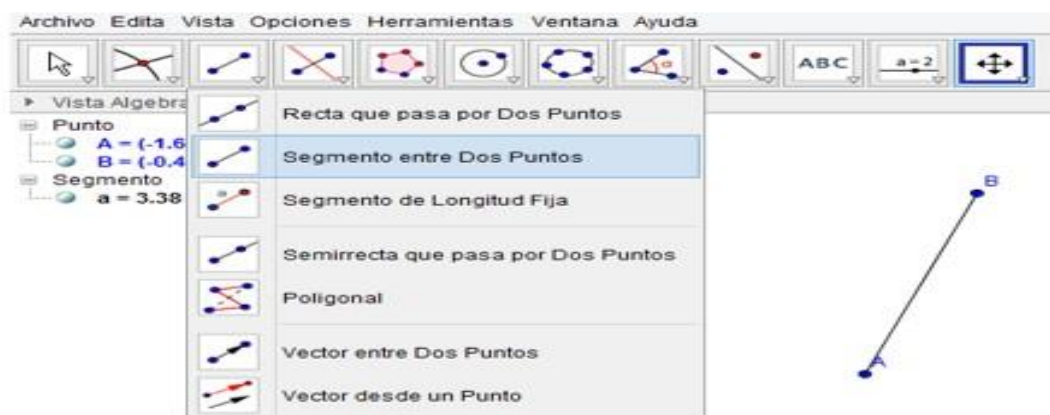 Archivo Edita Vista Opciones Herramientas Ventana Ayuda
ABC
a=2
α
Vista Algebra
Punto
A = (-1.6
B = (-0.4
Segmento
a = 3.38
Recta que pasa por Dos Puntos
Segmento entre Dos Puntos
Segmento de Longitud Fija
Semirrecta que pasa por Dos Puntos
Poligonal
Vector entre Dos Puntos
Vector desde un Punto
B
A